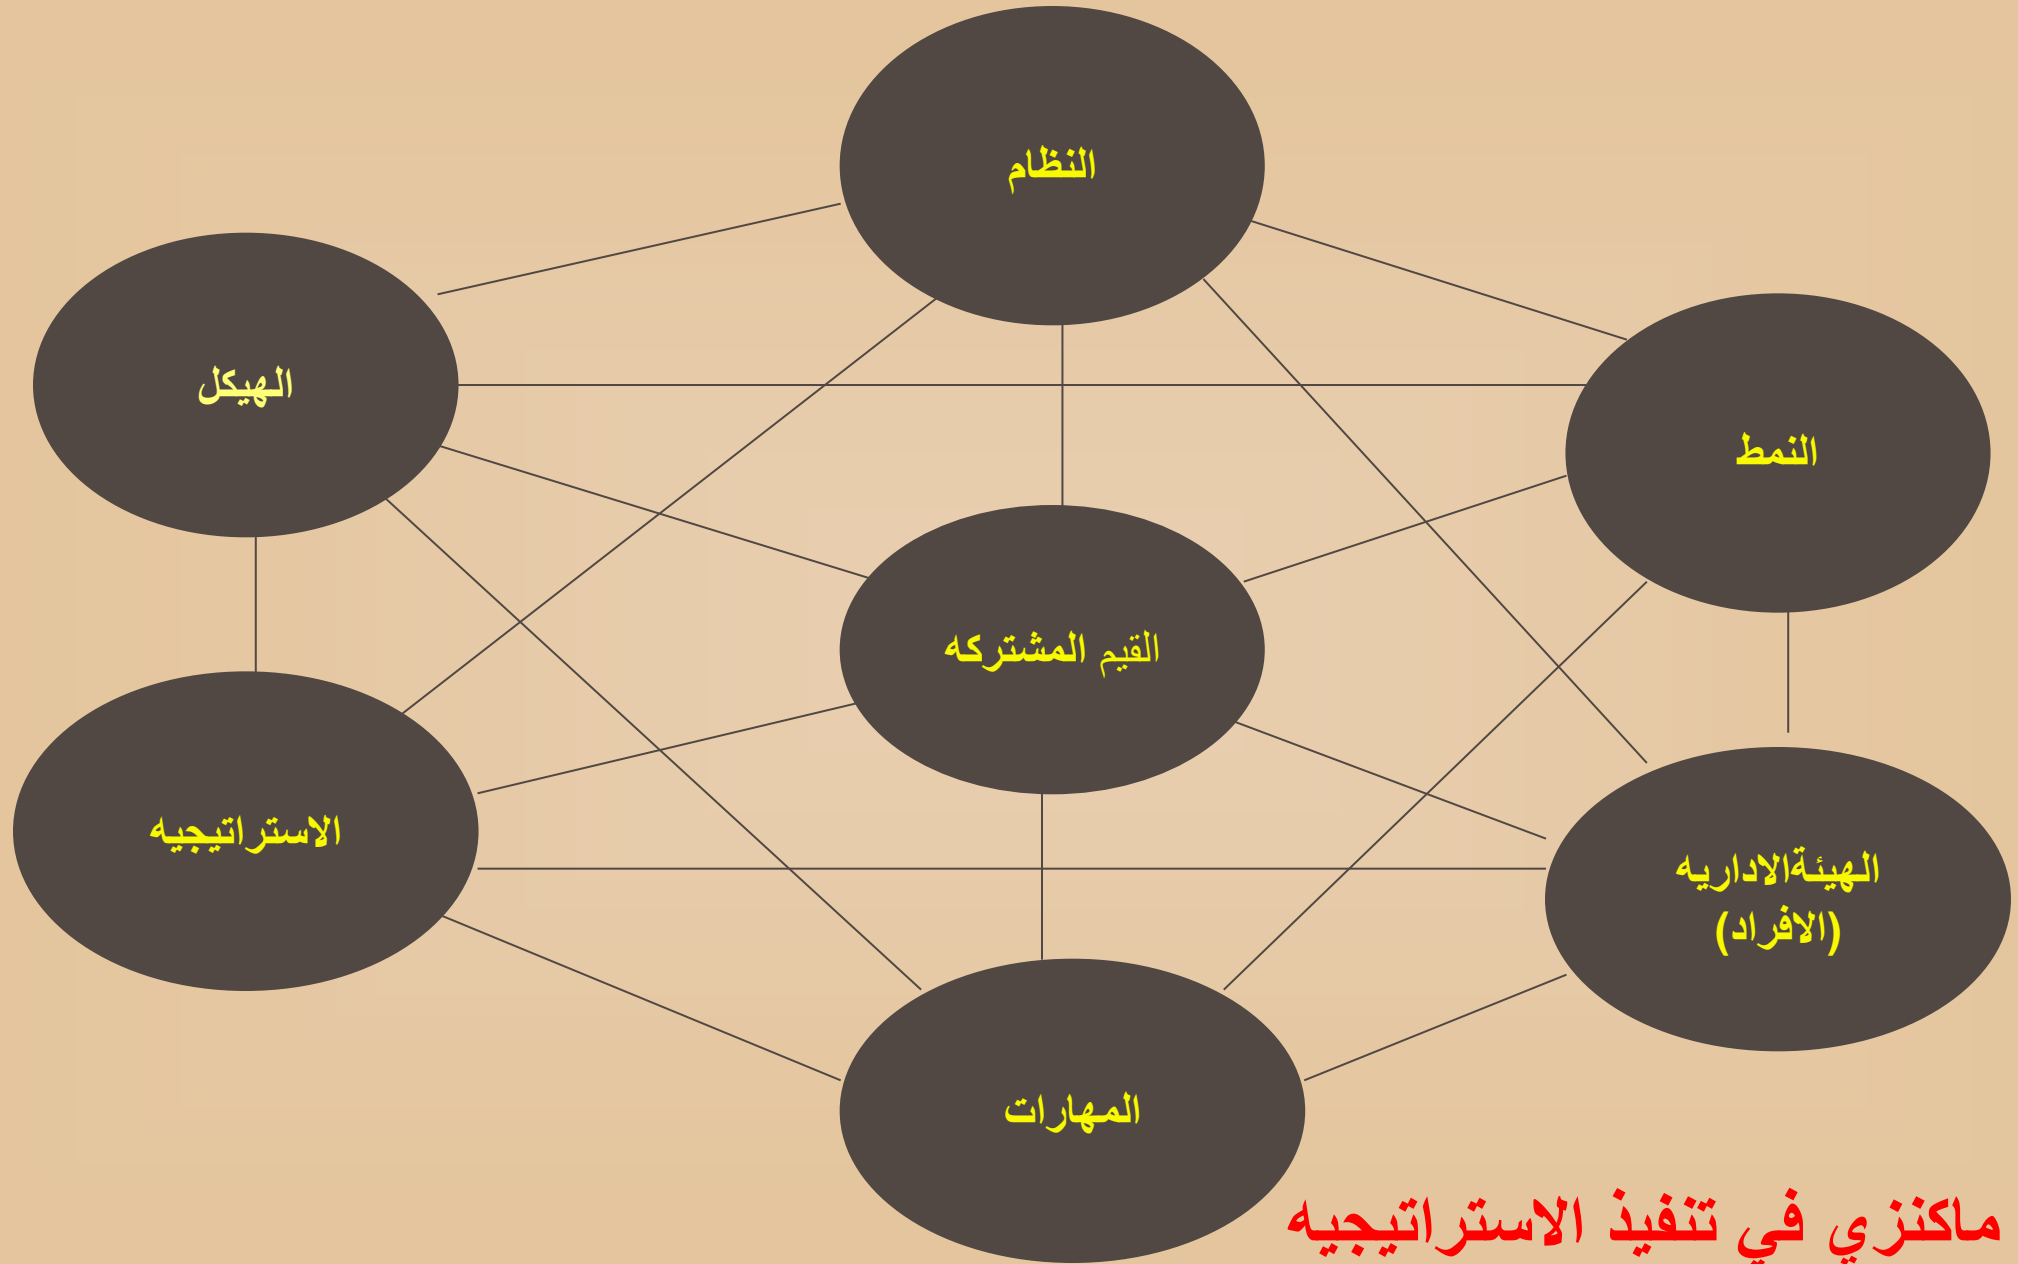 النظام
الهيكل
النمط
القيم المشتركه
الاستراتيجيه
الهيئةالاداريه
(الافراد)
المهارات
ماكنزي في تنفيذ الاستراتيجيه